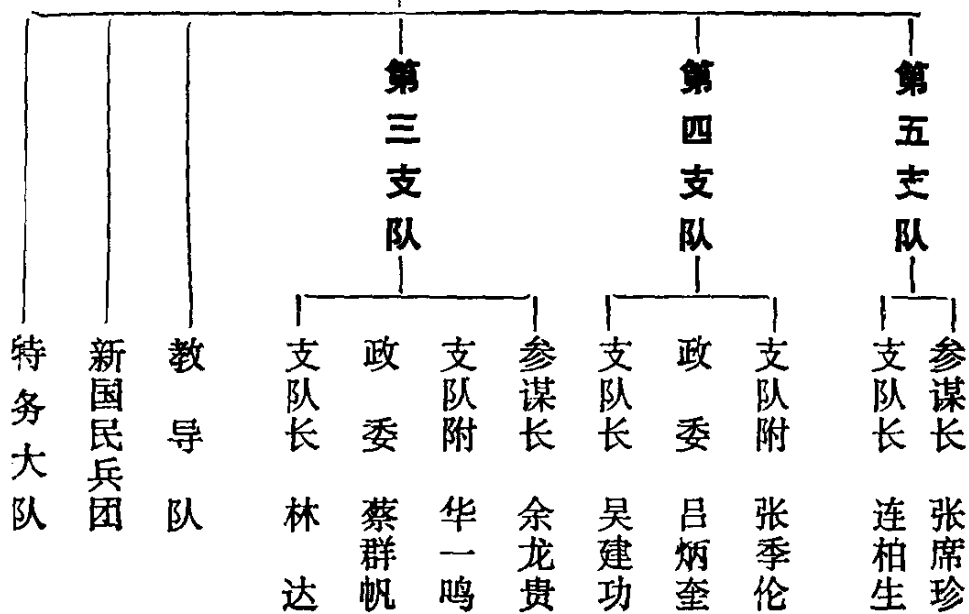 第三支队
第四支队
第五支队
特务大队
新国民兵团
教导队
支队长 林达
政委 蔡群帆
支队附 华一鸣
参谋长 余龙贵
支队长 吴建功
政委 吕炳奎
支队附 张季伦
支队长 连柏生
参谋长 张席珍